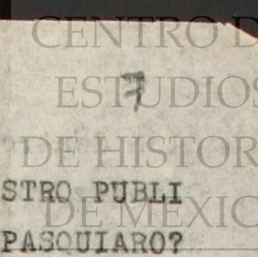 CENTRO D
7
ESTUDIOS
DE HISTOR
STRO PUBLI
DE MEXIC
PASQUIARO?